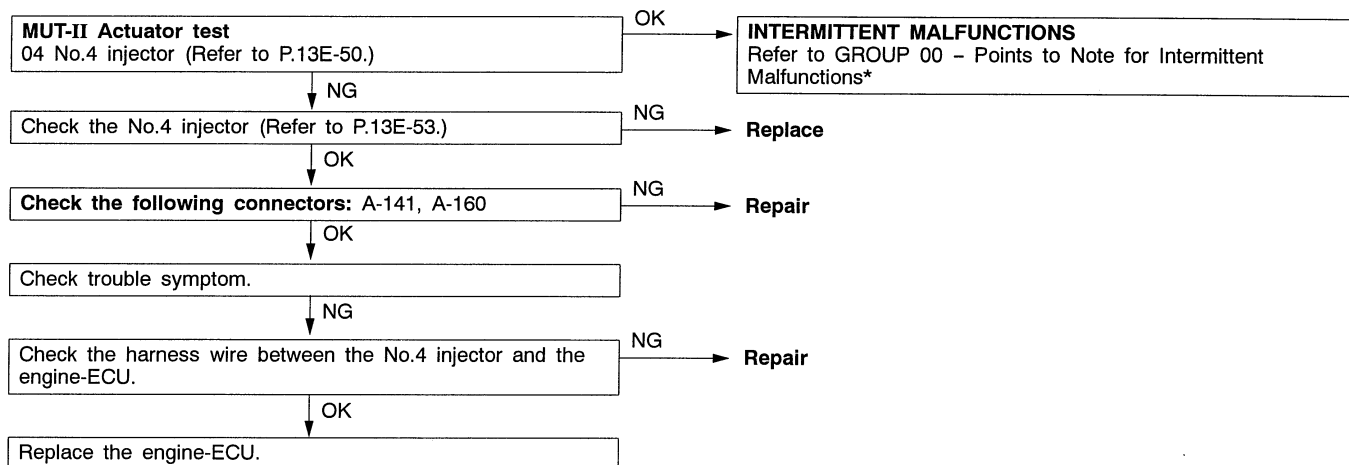 MUT-II Actuator test
04 No.4 injector (Refer to P.13E-50.)
OK
INTERMITTENT MALFUNCTIONS
Refer to GROUP 00 – Points to Note for Intermittent
Malfunctions*
NG
Check the No.4 injector (Refer to P.13E-53.)
NG
Replace
OK
Check the following connectors: A-141, A-160
NG
Repair
OK
Check trouble symptom.
NG
Check the harness wire between the No.4 injector and the
engine-ECU.
NG
Repair
OK
Replace the engine-ECU.